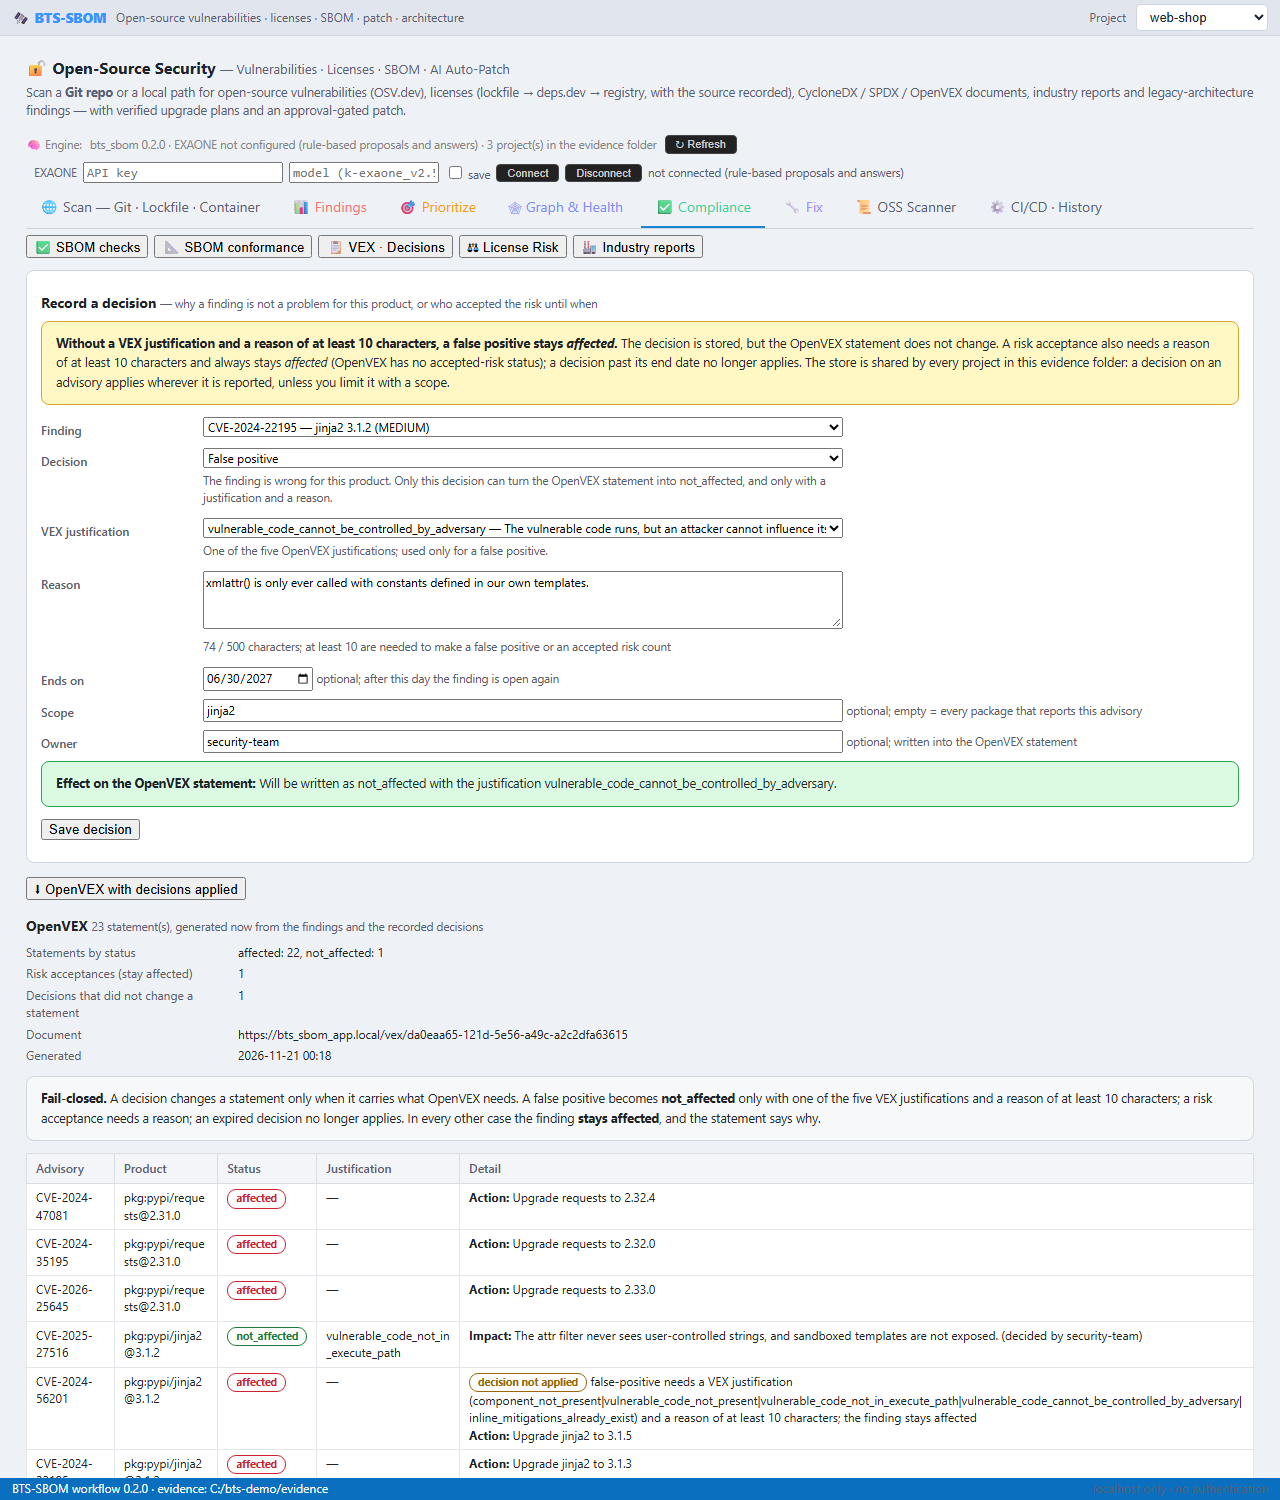 BTS-SBOM Open-source vulnerabilities · licenses · SBOM · patch · architecture
Project web-shop
Open-Source Security — Vulnerabilities · Licenses · SBOM · AI Auto-Patch
Scan a Git repo or a local path for open-source vulnerabilities (OSV.dev), licenses (lockfile → deps.dev → registry, with the source recorded), CycloneDX / SPDX / OpenVEX documents, industry reports and legacy-architecture
findings — with verified upgrade plans and an approval-gated patch.
Engine: bts_sbom 0.2.0 · EXAONE not configured (rule-based proposals and answers) · 3 project(s) in the evidence folder ↻ Refresh
EXAONE API key model (k-exaone_v2. save Connect Disconnect not connected (rule-based proposals and answers)
Scan — Git · Lockfile · Container Findings Prioritize Graph & Health Compliance Fix OSS Scanner CI/CD · History
SBOM checks SBOM conformance VEX · Decisions License Risk Industry reports
Record a decision — why a finding is not a problem for this product, or who accepted the risk until when
Without a VEX justification and a reason of at least 10 characters, a false positive stays affected. The decision is stored, but the OpenVEX statement does not change. A risk acceptance also needs a reason
of at least 10 characters and always stays affected (OpenVEX has no accepted-risk status); a decision past its end date no longer applies. The store is shared by every project in this evidence folder: a decision on an
advisory applies wherever it is reported, unless you limit it with a scope.
Finding CVE-2024-22195 — jinja2 3.1.2 (MEDIUM)
Decision False positive
The finding is wrong for this product. Only this decision can turn the OpenVEX statement into not_affected, and only with a
justification and a reason.
VEX justification vulnerable_code_cannot_be_controlled_by_adversary — The vulnerable code runs, but an attacker cannot influence it
One of the five OpenVEX justifications; used only for a false positive.
Reason xmlattr() is only ever called with constants defined in our own templates.
74 / 500 characters; at least 10 are needed to make a false positive or an accepted risk count
Ends on 06/30/2027 optional; after this day the finding is open again
Scope jinja2 optional; empty = every package that reports this advisory
Owner security-team optional; written into the OpenVEX statement
Effect on the OpenVEX statement: Will be written as not_affected with the justification vulnerable_code_cannot_be_controlled_by_adversary.
Save decision
⬇ OpenVEX with decisions applied
OpenVEX 23 statement(s), generated now from the findings and the recorded decisions
Statements by status affected: 22, not_affected: 1
Risk acceptances (stay affected) 1
Decisions that did not change a 1
statement
Document https://bts_sbom_app.local/vex/da0eaa65-121d-5e56-a49c-a2c2dfa63615
Generated 2026-11-21 00:18
Fail-closed. A decision changes a statement only when it carries what OpenVEX needs. A false positive becomes not_affected only with one of the five VEX justifications and a reason of at least 10 characters; a risk
acceptance needs a reason; an expired decision no longer applies. In every other case the finding stays affected, and the statement says why.
Advisory Product Status Justification Detail
CVE-2024- pkg:pypi/reque affected — Action: Upgrade requests to 2.32.4
47081 sts@2.31.0
CVE-2024- pkg:pypi/reque affected — Action: Upgrade requests to 2.32.0
35195 sts@2.31.0
CVE-2026- pkg:pypi/reque affected — Action: Upgrade requests to 2.33.0
25645 sts@2.31.0
CVE-2025- pkg:pypi/jinja2 not_affected vulnerable_code_not_in Impact: The attr filter never sees user-controlled strings, and sandboxed templates are not exposed. (decided by security-team)
27516 @3.1.2 _execute_path
CVE-2024- pkg:pypi/jinja2 affected — decision not applied false-positive needs a VEX justification
56201 @3.1.2 (component_not_present|vulnerable_code_not_present|vulnerable_code_not_in_execute_path|vulnerable_code_cannot_be_controlled_by_adversary|
inline_mitigations_already_exist) and a reason of at least 10 characters; the finding stays affected
Action: Upgrade jinja2 to 3.1.5
CVE-2024- pkg:pypi/jinja2 affected — Action: Upgrade jinja2 to 3.1.3
BTS-SBOM workflow 0.2.0 · evidence: C:/bts-demo/evidence localhost only · no authentication